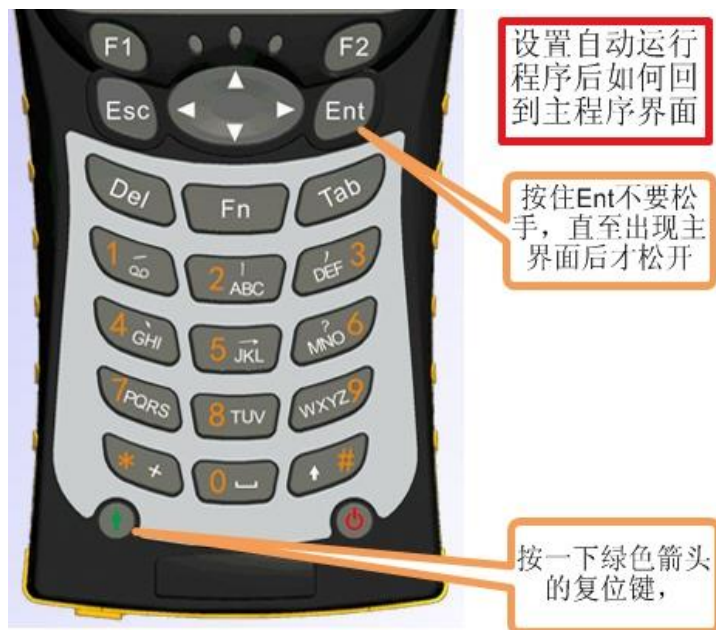 F1
F2
设置自动运行
程序后如何回
到主程序界面
Esc
Ent
按住Ent不要松
手，直至出现主
界面后才松开
Del
Fn
Tab
1
2 ABC
DEF 3
4 GHI
5 JKL
? MNO 6
7PQRS
8 TUV
WXYZ 9
* +
0
#
按一下绿色箭头
的复位键，